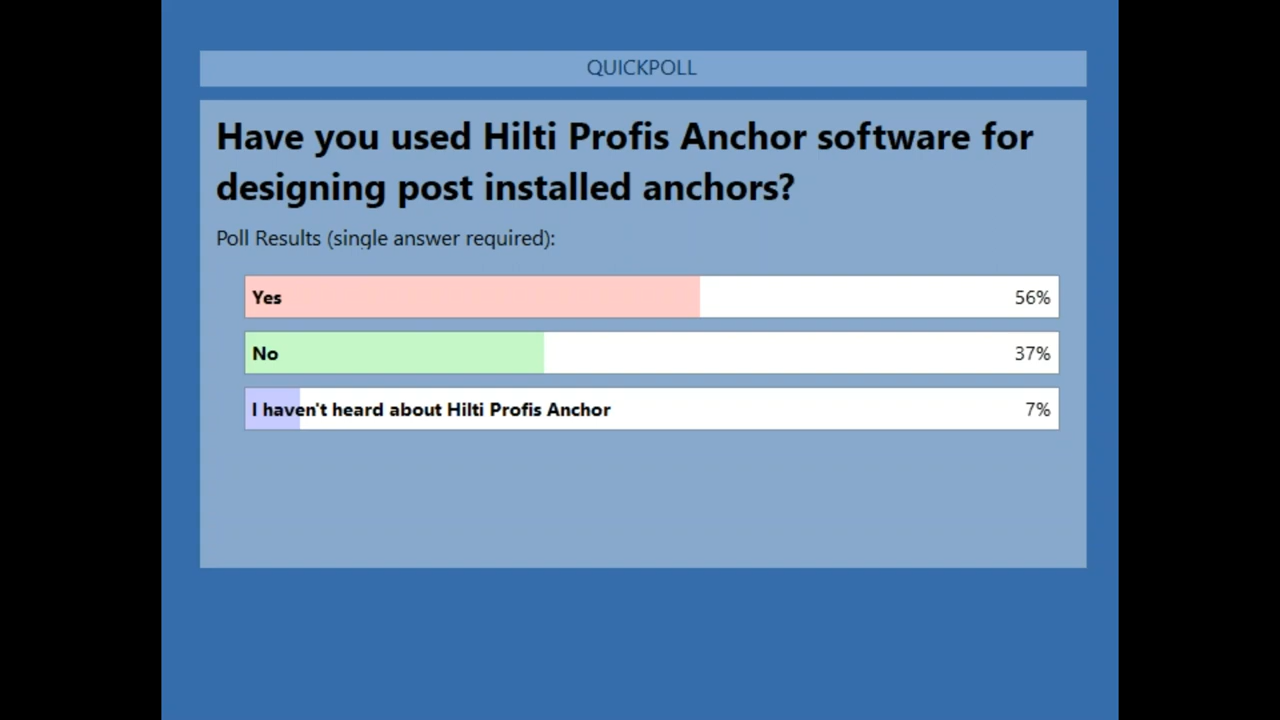 QUICKPOLL
Have you used Hilti Profis Anchor software for
designing post installed anchors?
Poll Results (single answer required):
Yes 56%
No 37%
I haven't heard about Hilti Profis Anchor 7%